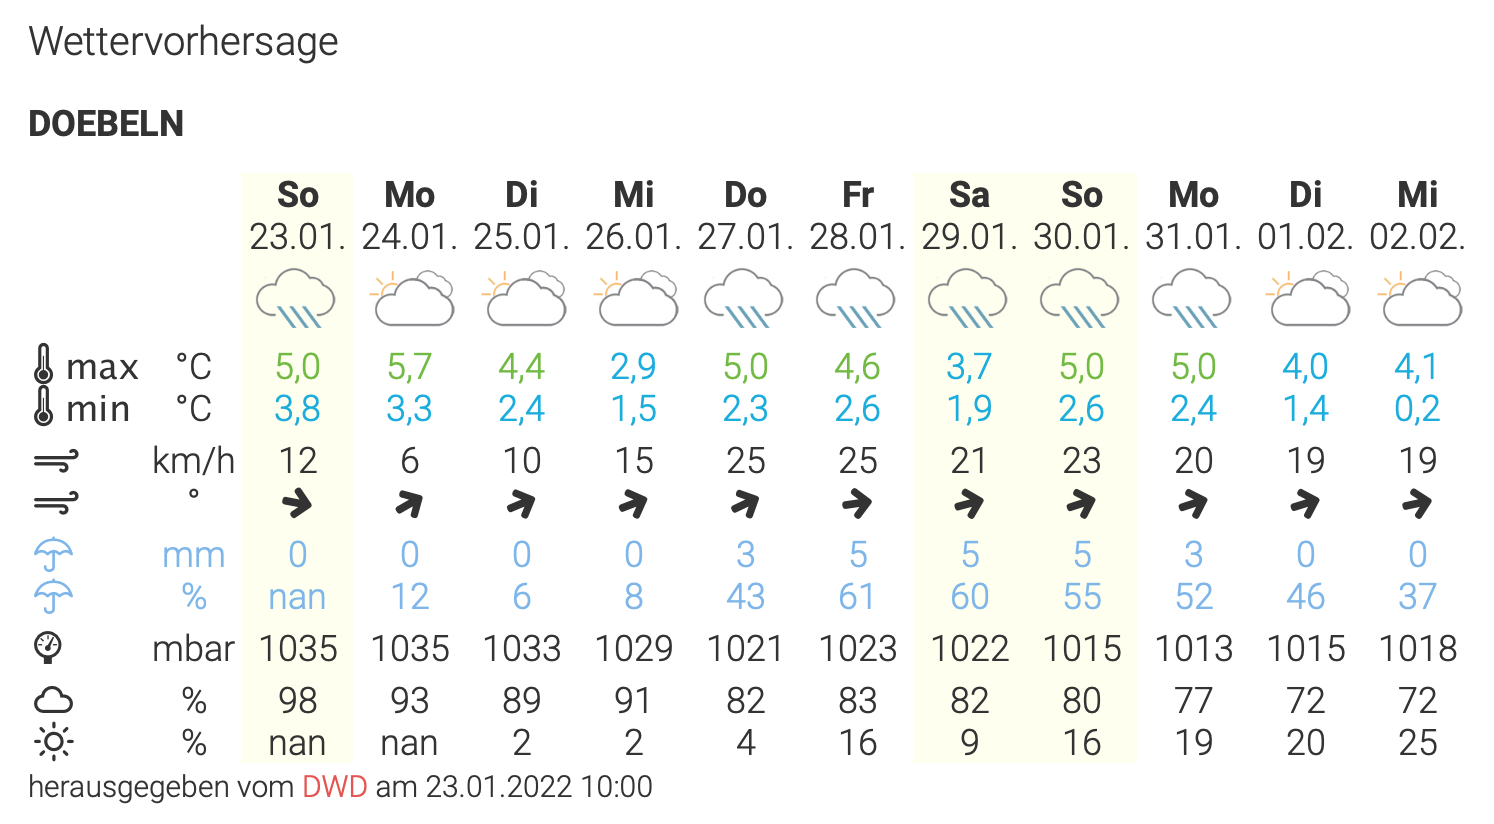 Wettervorhersage
DOEBELN
So Mo Di Mi Do Fr Sa So Mo Di Mi
23.01. 24.01. 25.01. 26.01. 27.01. 28.01. 29.01. 30.01. 31.01. 01.02. 02.02.
max °C 5,0 5,7 4,4 2,9 5,0 4,6 3,7 5,0 5,0 4,0 4,1
min °C 3,8 3,3 2,4 1,5 2,3 2,6 1,9 2,6 2,4 1,4 0,2
km/h 12 6 10 15 25 25 21 23 20 19 19
°
mm 0 0 0 0 3 5 5 5 3 0 0
% nan 12 6 8 43 61 60 55 52 46 37
mbar 1035 1035 1033 1029 1021 1023 1022 1015 1013 1015 1018
% 98 93 89 91 82 83 82 80 77 72 72
% nan nan 2 2 4 16 9 16 19 20 25
herausgegeben vom DWD am 23.01.2022 10:00